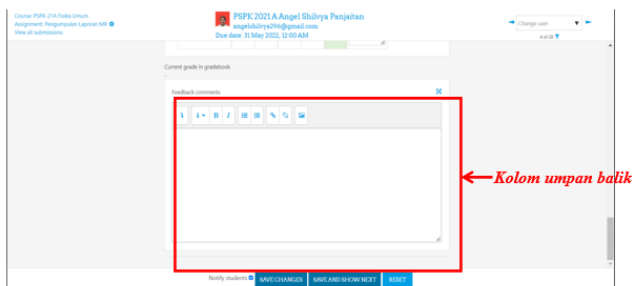 Course: PSPK-21A Fisika Umum
Assignment: Pengumpulan Laporan MK
View all submissions
PSPK 2021 A Angel Shilvya Panjaitan
angelshilvya296@gmail.com
Due date: 31 May 2022, 12:00 AM
Change user
Current grade in gradebook
-
Feedback comments
B I
Kolom umpan balik
Notify students
SAVE CHANGES
SAVE AND SHOW NEXT
RESET